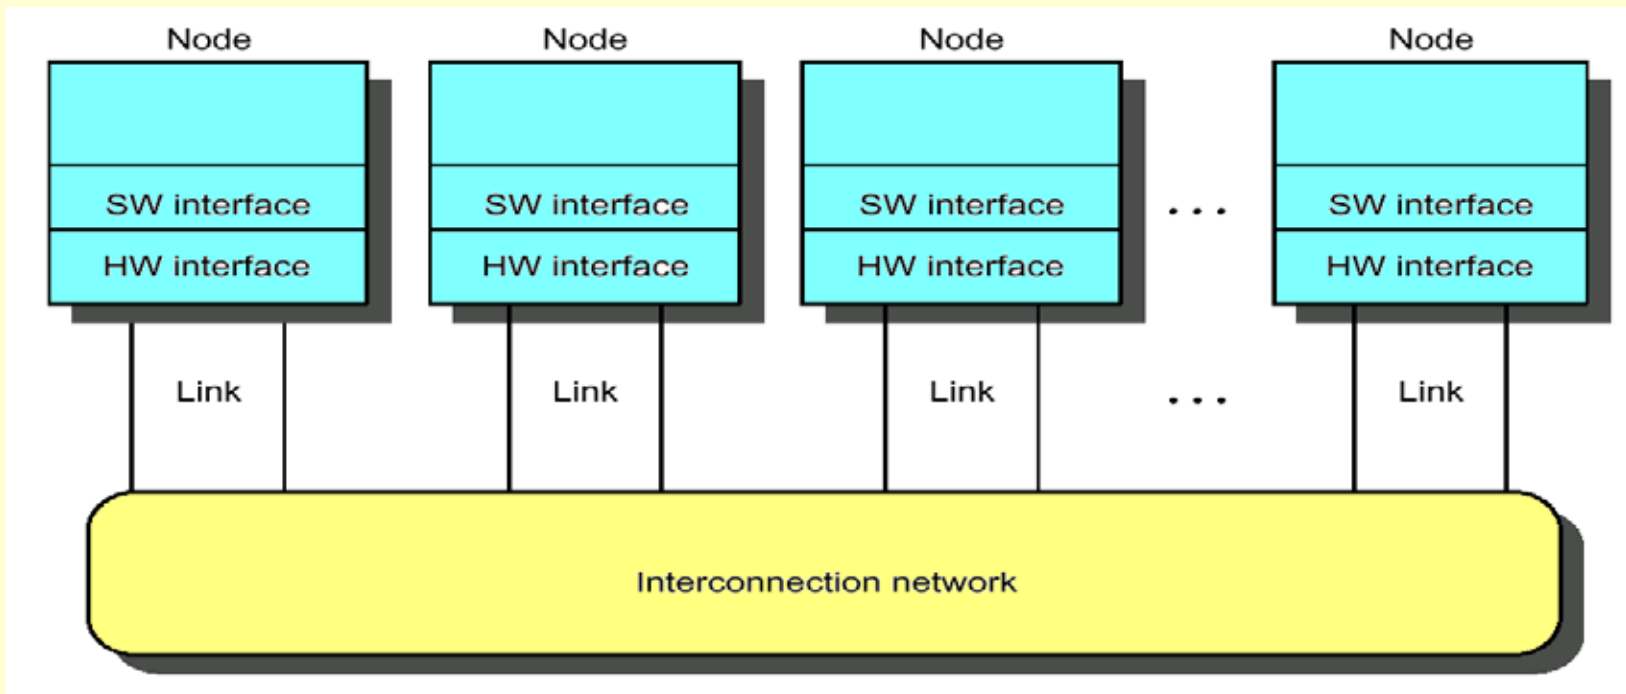 Node Node Node Node
SW interface SW interface SW interface ... SW interface
HW interface HW interface HW interface HW interface
Link Link Link ... Link
Interconnection network